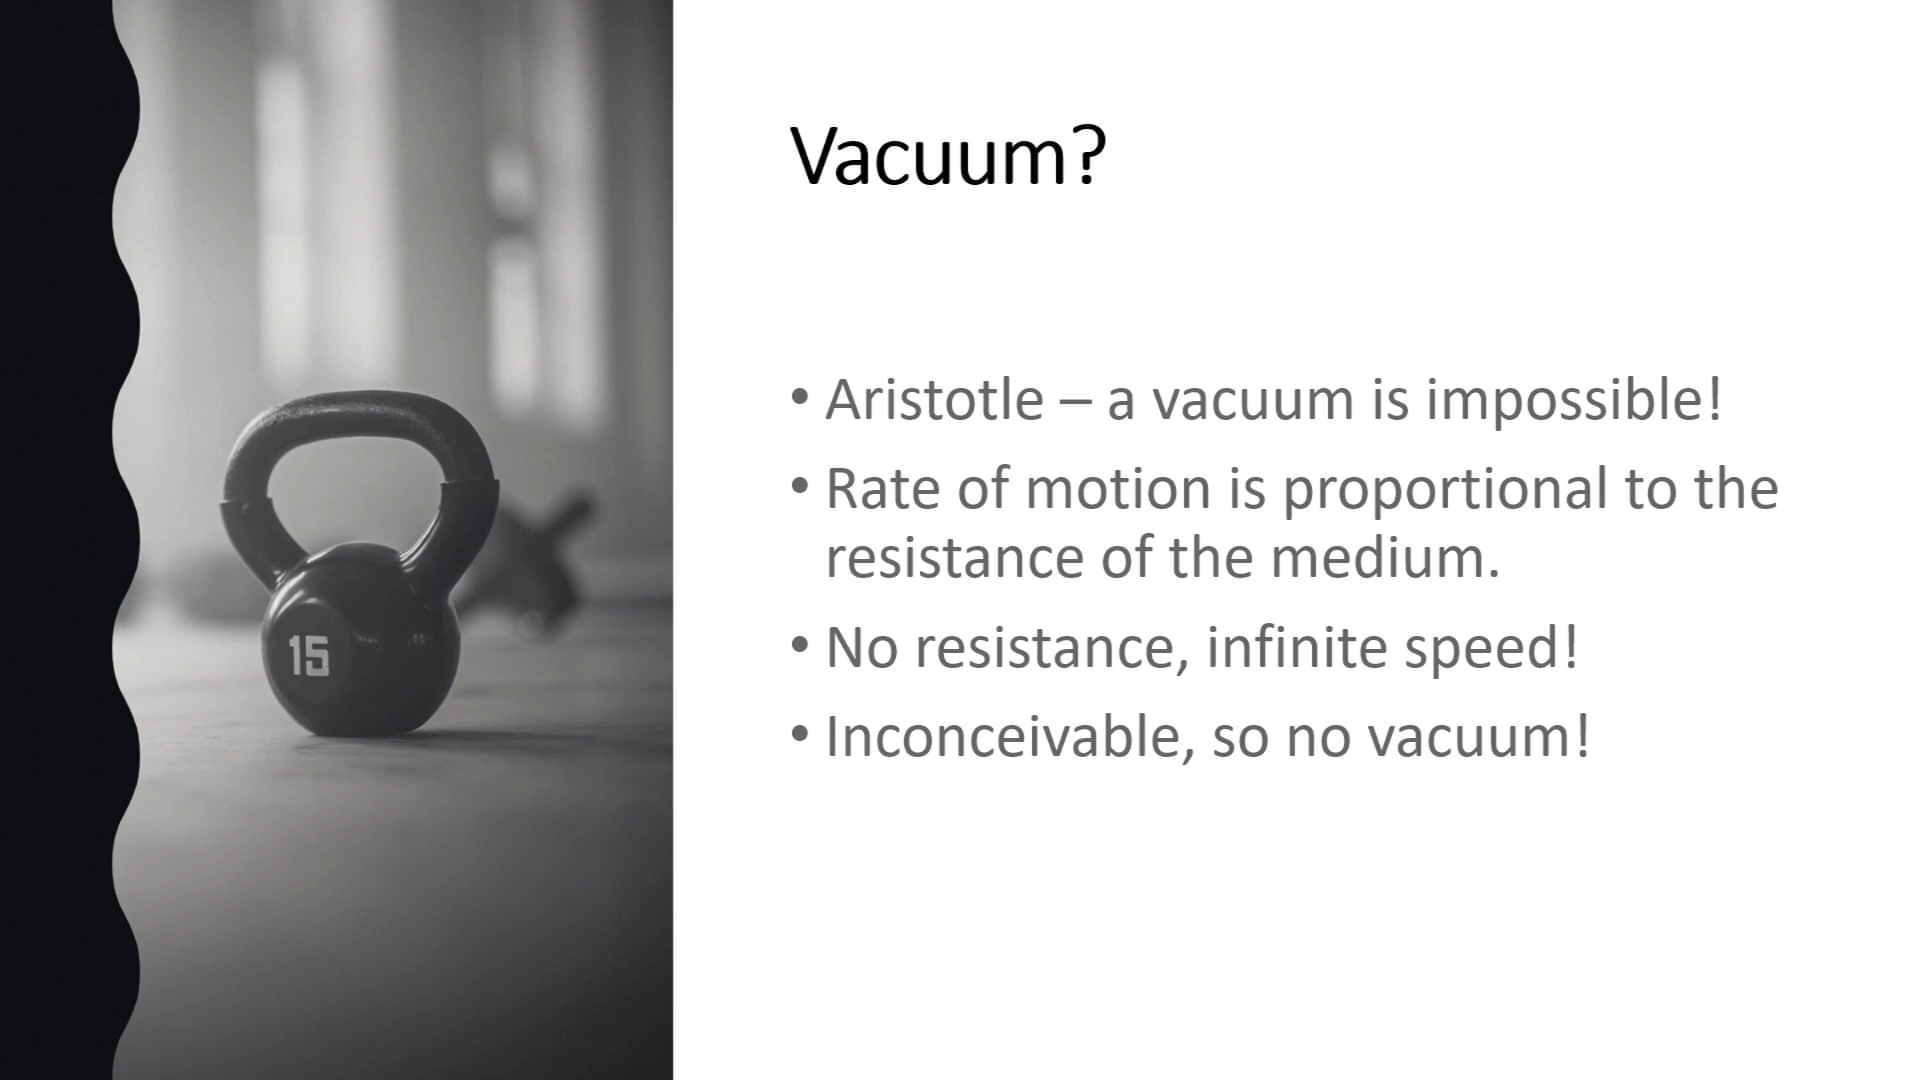 Vacuum?
• Aristotle – a vacuum is impossible!
• Rate of motion is proportional to the
resistance of the medium.
• No resistance, infinite speed!
• Inconceivable, so no vacuum!
15